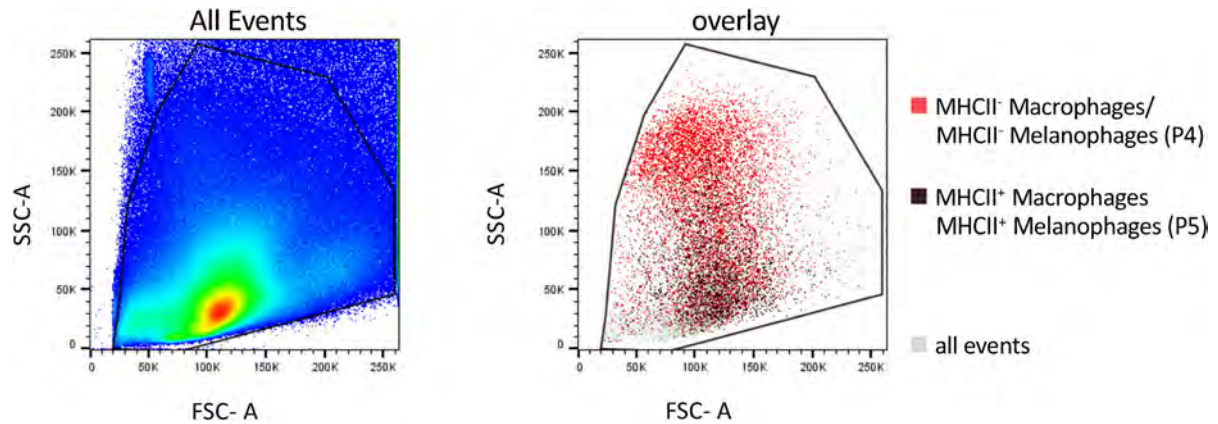 All Events
250K
200K
150K
100K
50K
0
SSC-A
0 50K 100K 150K 200K 250K
FSC- A
overlay
250K
200K
150K
100K
50K
0
SSC-A
0 50K 100K 150K 200K 250K
FSC- A
MHCII⁻ Macrophages/
MHCII⁻ Melanophages (P4)
MHCII⁺ Macrophages
MHCII⁺ Melanophages (P5)
all events